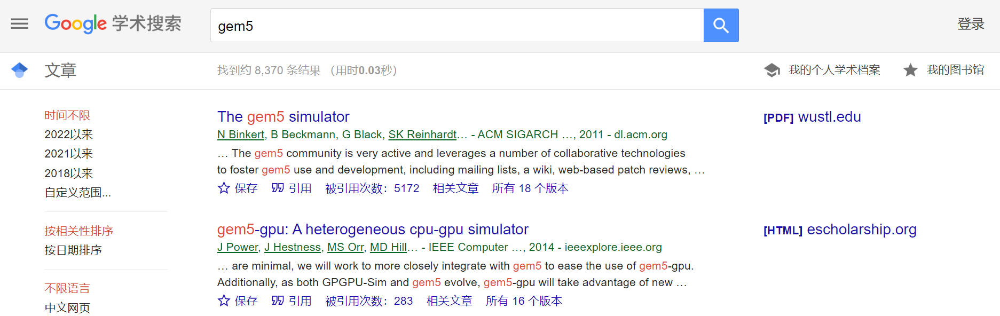 Google 学术搜索
gem5
登录
文章
找到约 8,370 条结果 （用时0.03秒）
我的个人学术档案
我的图书馆
时间不限
2022以来
2021以来
2018以来
自定义范围...
按相关性排序
按日期排序
不限语言
中文网页
The gem5 simulator
N Binkert, B Beckmann, G Black, SK Reinhardt… - ACM SIGARCH …, 2011 - dl.acm.org
… The gem5 community is very active and leverages a number of collaborative technologies
to foster gem5 use and development, including mailing lists, a wiki, web-based patch reviews, …
保存 引用 被引用次数：5172 相关文章 所有 18 个版本
[PDF] wustl.edu
gem5-gpu: A heterogeneous cpu-gpu simulator
J Power, J Hestness, MS Orr, MD Hill… - IEEE Computer …, 2014 - ieeexplore.ieee.org
… are minimal, we will work to more closely integrate with gem5 to ease the use of gem5-gpu.
Additionally, as both GPGPU-Sim and gem5 evolve, gem5-gpu will take advantage of new …
保存 引用 被引用次数：283 相关文章 所有 16 个版本
[HTML] escholarship.org